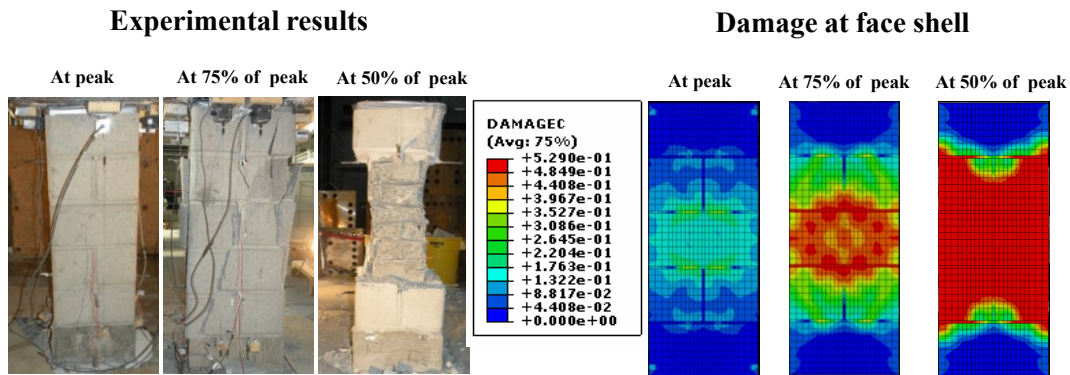 Experimental results
Damage at face shell
At peak
At 75% of peak
At 50% of peak
At peak
At 75% of peak
At 50% of peak
DAMAGEC
(Avg: 75%)
+5.290e-01
+4.849e-01
+4.408e-01
+3.967e-01
+3.527e-01
+3.086e-01
+2.645e-01
+2.204e-01
+1.763e-01
+1.322e-01
+8.817e-02
+4.408e-02
+0.000e+00